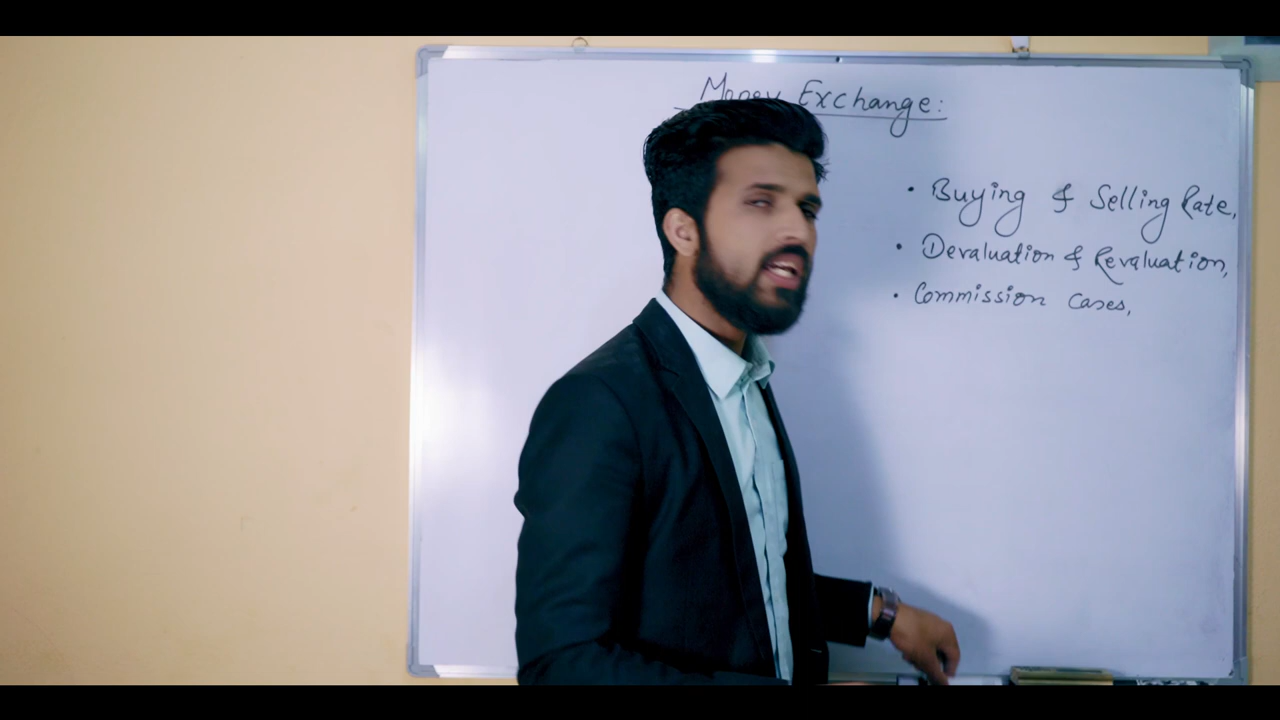 Money Exchange:
• Buying & Selling Rate,
• Devaluation & Revaluation,
• Commission Cases,